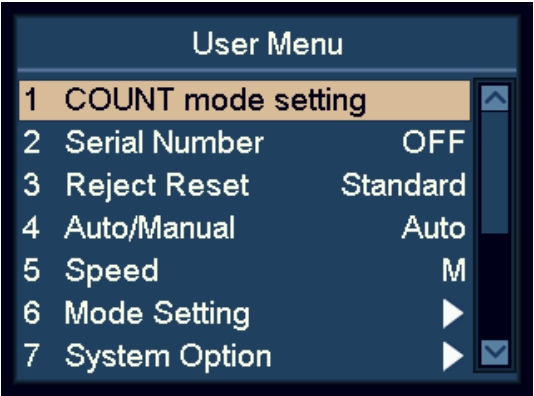 User Menu
1 COUNT mode setting
2 Serial Number OFF
3 Reject Reset Standard
4 Auto/Manual Auto
5 Speed M
6 Mode Setting
7 System Option